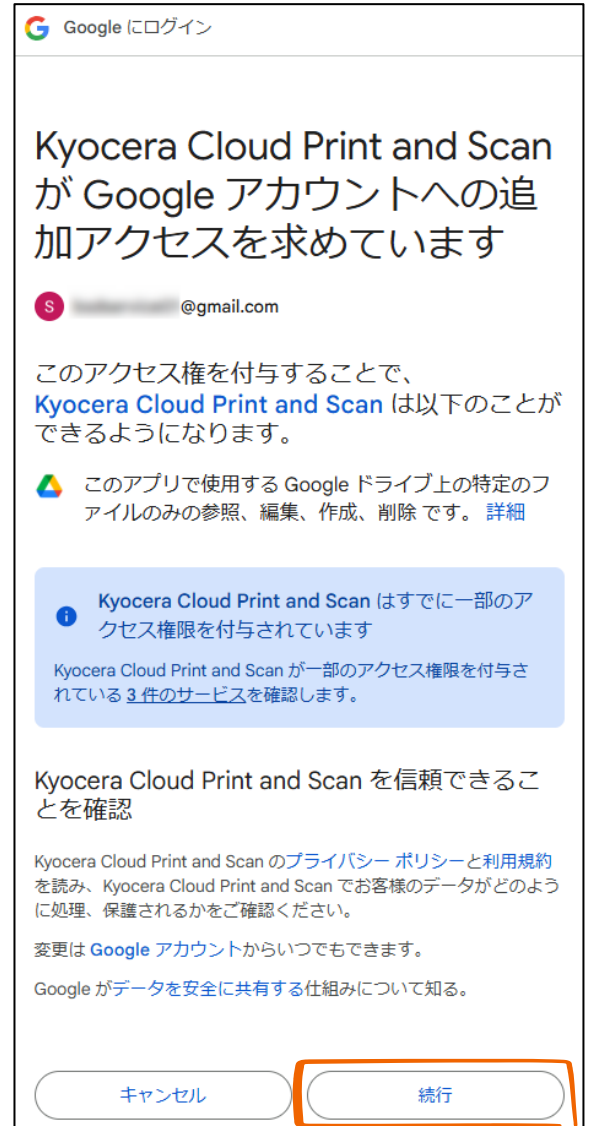 Google にログイン
Kyocera Cloud Print and Scan
が Google アカウントへの追
加アクセスを求めています
S @gmail.com
このアクセス権を付与することで、
Kyocera Cloud Print and Scan は以下のことが
できるようになります。
このアプリで使用する Google ドライブ上の特定のフ
ァイルのみの参照、編集、作成、削除 です。 詳細
Kyocera Cloud Print and Scan はすでに一部のア
クセス権限を付与されています
Kyocera Cloud Print and Scan が一部のアクセス権限を付与さ
れている 3 件のサービスを確認します。
Kyocera Cloud Print and Scan を信頼できるこ
とを確認
Kyocera Cloud Print and Scan のプライバシー ポリシーと利用規約
を読み、Kyocera Cloud Print and Scan でお客様のデータがどのよう
に処理、保護されるかをご確認ください。
変更は Google アカウントからいつでもできます。
Google がデータを安全に共有する仕組みについて知る。
キャンセル 続行